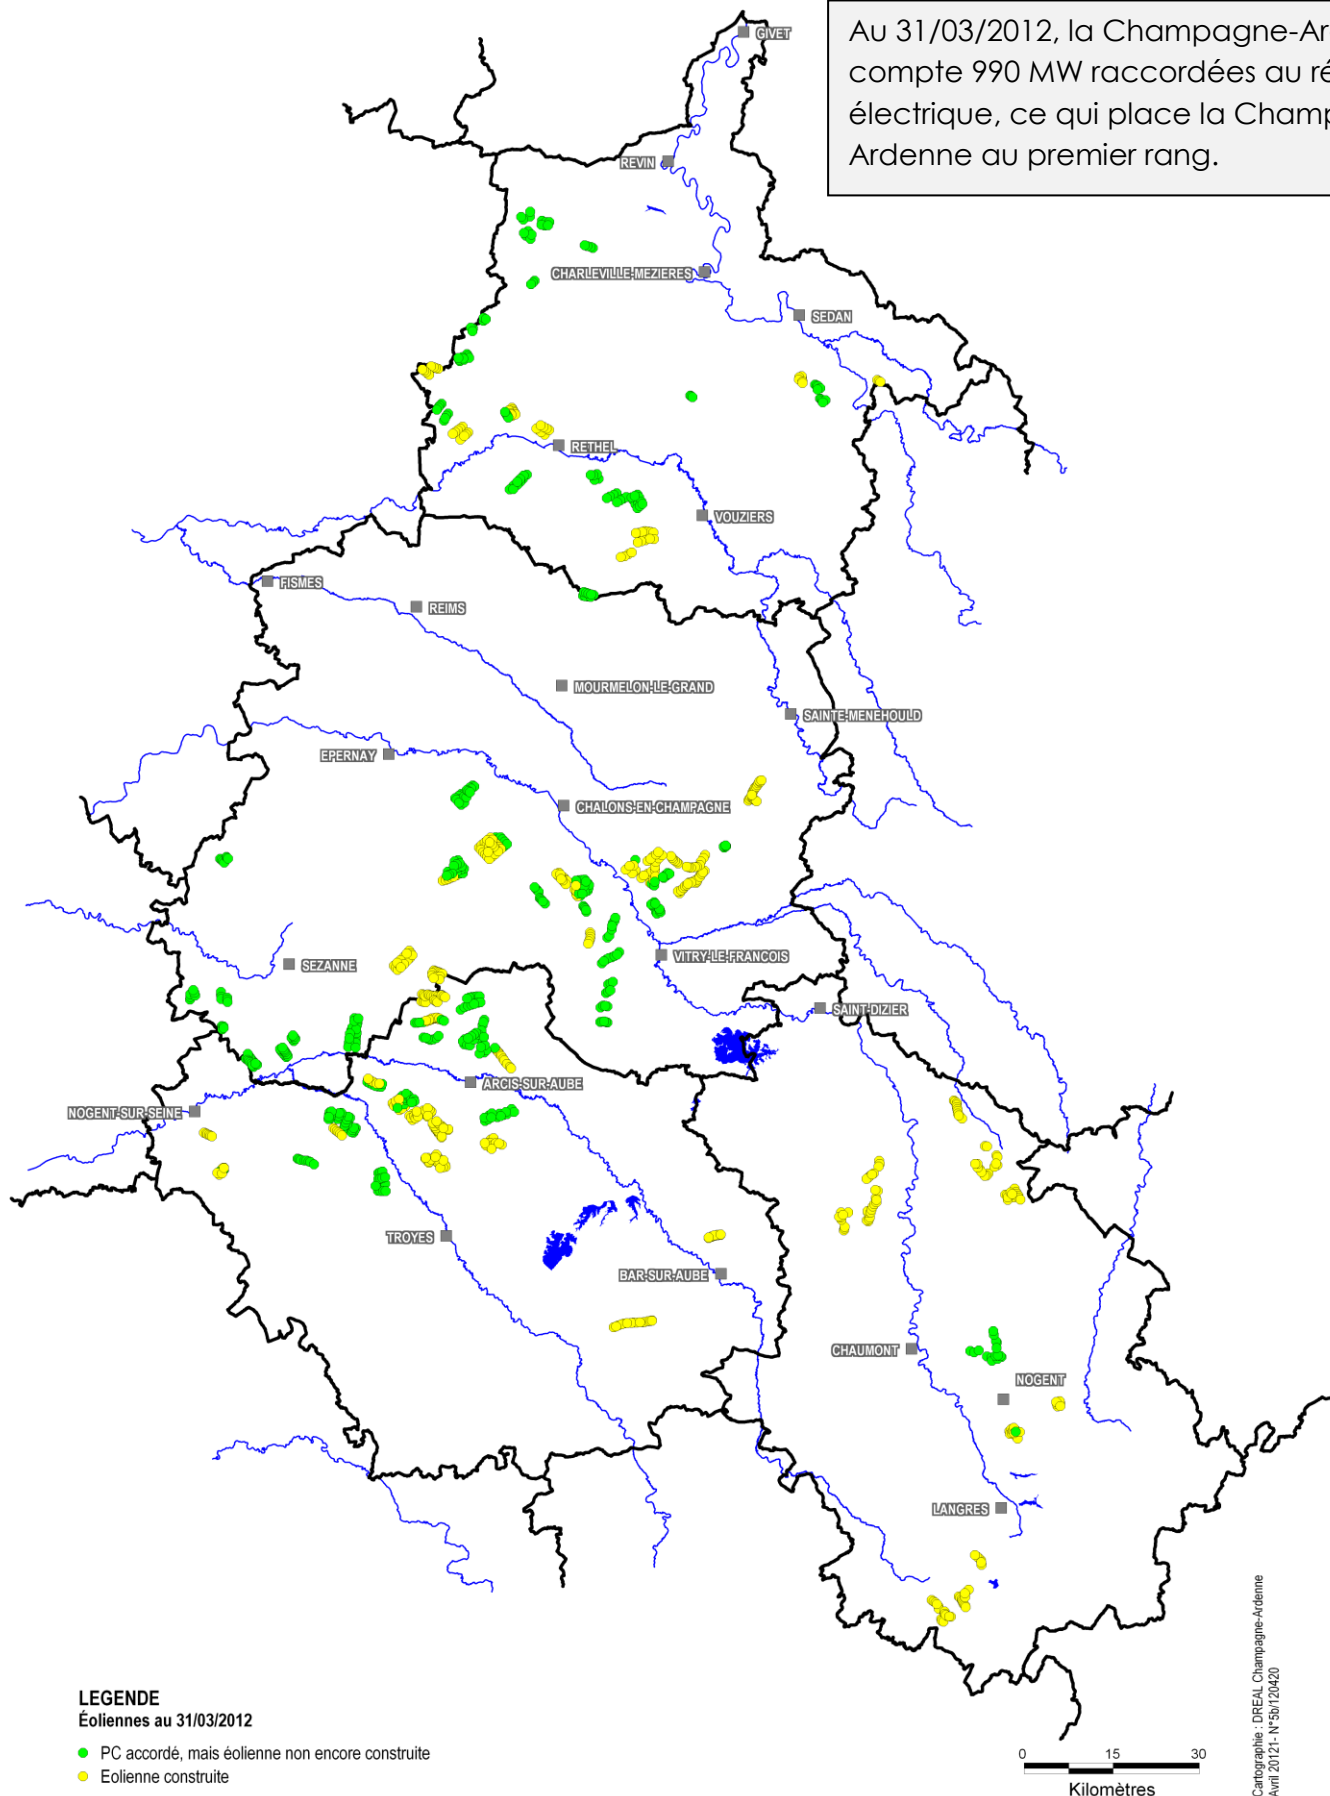 Au 31/03/2012, la Champagne-Ar
compte 990 MW raccordées au ré
électrique, ce qui place la Champ
Ardenne au premier rang.
GIVET
REVIN
CHARLEVILLE-MEZIERES
SEDAN
RETHEL
VOUZIERS
FISMES
REIMS
MOURMELON-LE-GRAND
SAINTE-MENEHOULD
EPERNAY
CHALONS-EN-CHAMPAGNE
VITRY-LE-FRANCOIS
SEZANNE
SAINT-DIZIER
ARCIS-SUR-AUBE
NOGENT-SUR-SEINE
TROYES
BAR-SUR-AUBE
CHAUMONT
NOGENT
LANGRES
LEGENDE
Éoliennes au 31/03/2012
PC accordé, mais éolienne non encore construite
Eolienne construite
0 15 30
Kilomètres
Cartographie : DREAL Champagne-Ardenne
Avril 20121- N°5b/120420